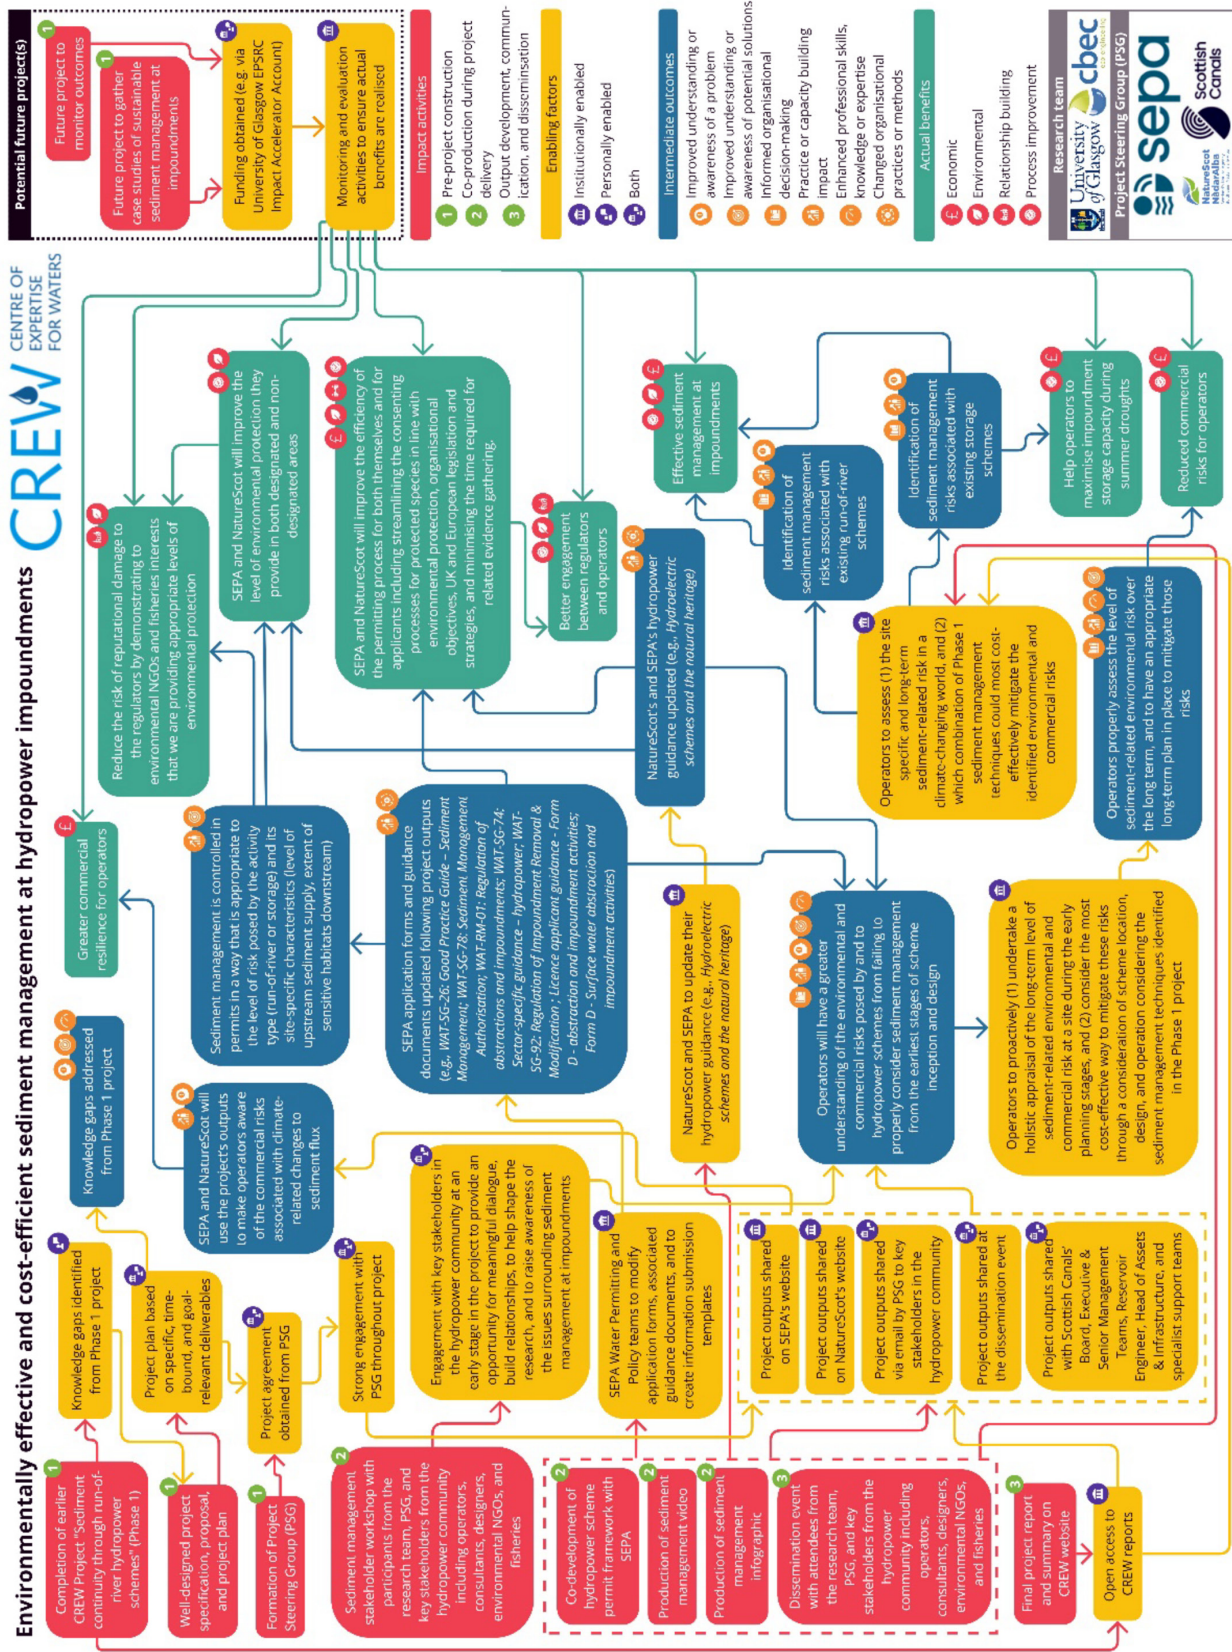 Environmentally effective and cost-efficient sediment management at hydropower impoundments
CREW
CENTRE OF
EXPERTISE
FOR WATERS
1
Completion of earlier
CREW Project "Sediment
continuity through run-of-
river hydropower
schemes" (Phase 1)
1
Well-designed project
specification, proposal,
and project plan
1
Formation of Project
Steering Group (PSG)
2
Sediment management
stakeholder workshop with
participants from the
research team, PSG, and
key stakeholders from the
hydropower community
including operators,
consultants, designers,
environmental NGOs, and
fisheries
2
Co-development of
hydropower scheme
permit framework with
SEPA
2
Production of sediment
management video
2
Production of sediment
management
infographic
3
Dissemination event
with attendees from
the research team,
PSG, and key
stakeholders from the
hydropower
community including
operators,
consultants, designers,
environmental NGOs,
and fisheries
3
Final project report
and summary on
CREW website
Open access to
CREW reports
Knowledge gaps identified
from Phase 1 project
Project plan based
on specific, time-
bound, and goal-
relevant deliverables
Project agreement
obtained from PSG
Strong engagement with
PSG throughout project
Engagement with key stakeholders in
the hydropower community at an
early stage in the project to provide an
opportunity for meaningful dialogue,
build relationships, to help shape the
research, and to raise awareness of
the issues surrounding sediment
management at impoundments
SEPA Water Permitting and
Policy teams to modify
application forms, associated
guidance documents, and to
create information submission
templates
Project outputs shared
on SEPA's website
Project outputs shared
on NatureScot's website
Project outputs shared
via email by PSG to key
stakeholders in the
hydropower community
Project outputs shared at
the dissemination event
Project outputs shared
with Scottish Canals'
Board, Executive &
Senior Management
Teams, Reservoir
Engineer, Head of Assets
& Infrastructure, and
specialist support teams
Knowledge gaps addressed
from Phase 1 project
SEPA and NatureScot will
use the project's outputs
to make operators aware
of the commercial risks
associated with climate-
related changes to
sediment flux
Greater commercial
resilience for operators
Sediment management is controlled in
permits in a way that is appropriate to
the level of risk posed by the activity
type (run-of-river or storage) and its
site-specific characteristics (level of
upstream sediment supply, extent of
sensitive habitats downstream)
SEPA application forms and guidance
documents updated following project outputs
(e.g., WAT-SG-26: Good Practice Guide – Sediment
Management; WAT-SG-78: Sediment Management
Authorisation; WAT-RM-01: Regulation of
abstractions and impoundments; WAT-SG-74:
Sector-specific guidance - hydropower; WAT-
SG-92: Regulation of Impoundment Removal &
Modification ; Licence applicant guidance - Form
D - abstraction and impoundment activities;
Form D - Surface water abstraction and
impoundment activities)
NatureScot and SEPA to update their
hydropower guidance (e.g., Hydroelectric
schemes and the natural heritage)
Operators will have a greater
understanding of the environmental and
commercial risks posed by and to
hydropower schemes from failing to
properly consider sediment management
from the earliest stages of scheme
inception and design
Operators to proactively (1) undertake a
holistic appraisal of the long-term level of
sediment-related environmental and
commercial risk at a site during the early
planning stages, and (2) consider the most
cost-effective way to mitigate these risks
through a consideration of scheme location,
design, and operation considering the
sediment management techniques identified
in the Phase 1 project
Reduce the risk of reputational damage to
the regulators by demonstrating to
environmental NGOs and fisheries interests
that we are providing appropriate levels of
environmental protection
SEPA and NatureScot will improve the
level of environmental protection they
provide in both designated and non-
designated areas
SEPA and NatureScot will improve the efficiency of
the permitting process for both themselves and for
applicants including streamlining the consenting
processes for protected species in line with
environmental protection, organisational
objectives, UK and European legislation and
strategies, and minimising the time required for
related evidence gathering.
Better engagement
between regulators
and operators
NatureScot's and SEPA's hydropower
guidance updated (e.g., Hydroelectric
schemes and the natural heritage)
Effective sediment
management at
impoundments
Identification of
sediment management
risks associated with
existing run-of-river
schemes
Identification of
sediment management
risks associated with
existing storage
schemes
Operators to assess (1) the site
specific and long-term
sediment-related risk in a
climate-changing world, and (2)
which combination of Phase 1
sediment management
techniques could most cost-
effectively mitigate the
identified environmental and
commercial risks
Operators properly assess the level of
sediment-related environmental risk over
the long term, and to have an appropriate
long-term plan in place to mitigate those
risks
Help operators to
maximise impoundment
storage capacity during
summer droughts
Reduced commercial
risks for operators
Potential future project(s)
1
Future project to
monitor outcomes
1
Future project to gather
case studies of sustainable
sediment management at
impoundments
Funding obtained (e.g. via
University of Glasgow EPSRC
Impact Accelerator Account)
Monitoring and evaluation
activities to ensure actual
benefits are realised
Impact activities
1 Pre-project construction
2 Co-production during project
delivery
3 Output development, commun-
ication, and dissemination
Enabling factors
Insitutionally enabled
Personally enabled
Both
Intermediate outcomes
Improved understanding or
awareness of a problem
Improved understanding or
awareness of potential solutions
Informed organisational
decision-making
Practice or capacity building
impact
Enhanced professional skills,
knowledge or expertise
Changed organisational
practices or methods
Actual benefits
£ Economic
Environmental
Relationship building
Process improvement
Research team
University
of Glasgow
cbec
Project Steering Group (PSG)
sepa
NatureScot
NàdarAlba
Scottish
Canals